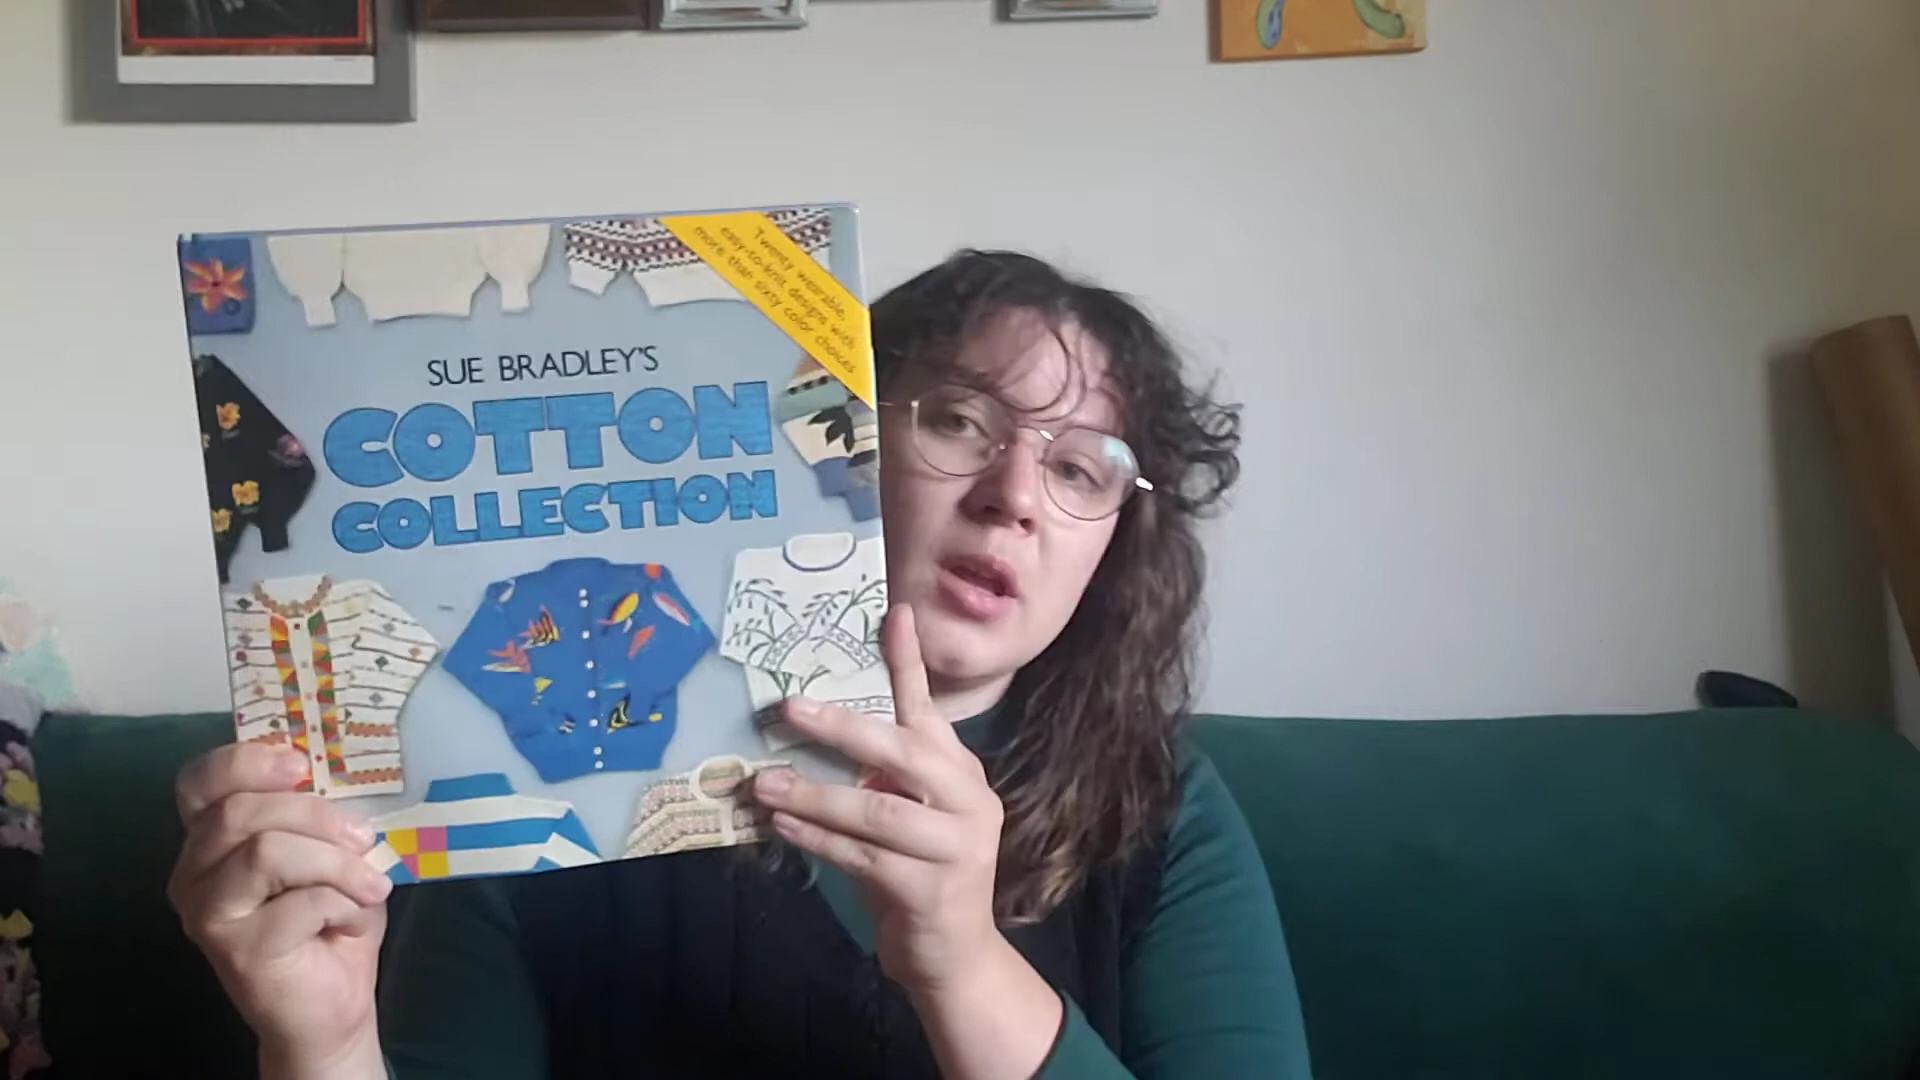 Twenty wearable,
easy-to-knit designs with
more than sixty color choices
SUE BRADLEY'S
COTTON
COLLECTION